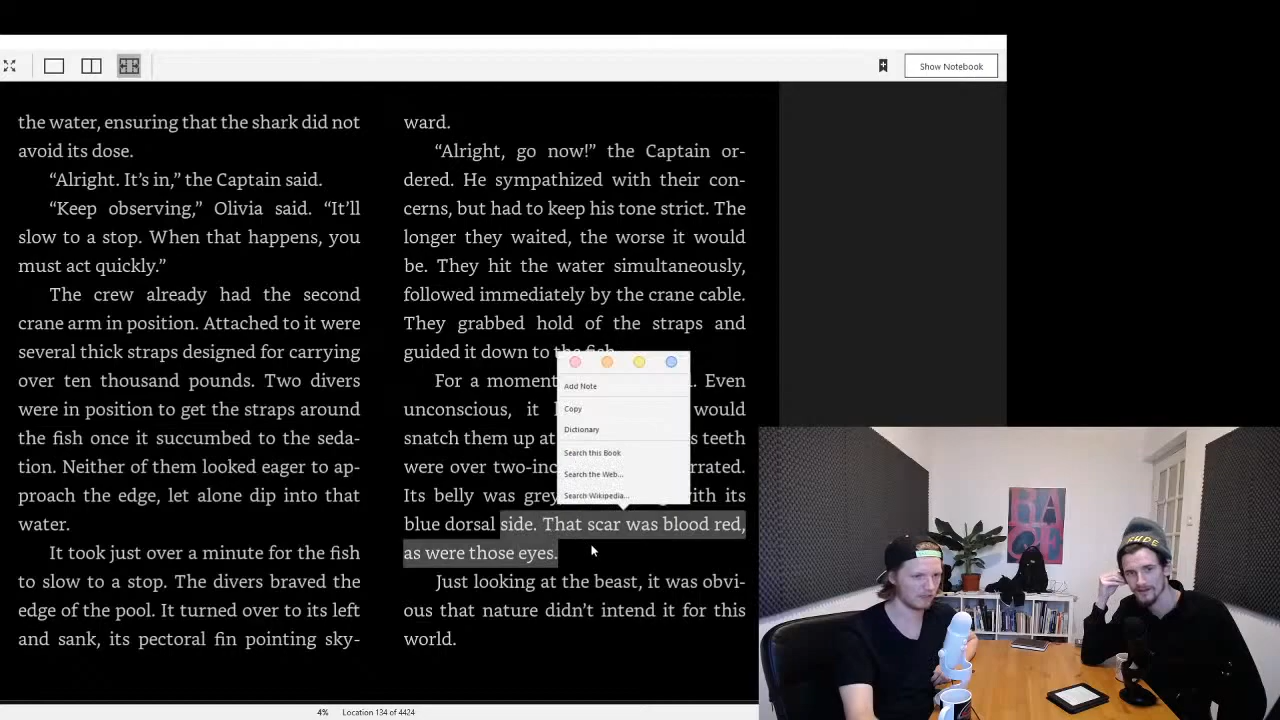 Show Notebook
the water, ensuring that the shark did not
avoid its dose.
“Alright. It’s in,” the Captain said.
“Keep observing,” Olivia said. “It’ll
slow to a stop. When that happens, you
must act quickly.”
The crew already had the second
crane arm in position. Attached to it were
several thick straps designed for carrying
over ten thousand pounds. Two divers
were in position to get the straps around
the fish once it succumbed to the seda-
tion. Neither of them looked eager to ap-
proach the edge, let alone dip into that
water.
It took just over a minute for the fish
to slow to a stop. The divers braved the
edge of the pool. It turned over to its left
and sank, its pectoral fin pointing sky-
ward.
“Alright, go now!” the Captain or-
dered. He sympathized with their con-
cerns, but had to keep his tone strict. The
longer they waited, the worse it would
be. They hit the water simultaneously,
followed immediately by the crane cable.
They grabbed hold of the straps and
guided it down to the fish.
For a moment . Even
unconscious, it would
snatch them up at teeth
were over two-inc rrated.
Its belly was grey with its
blue dorsal side. That scar was blood red,
as were those eyes.
Just looking at the beast, it was obvi-
ous that nature didn’t intend it for this
world.
Add Note
Copy
Dictionary
Search this Book
Search the Web...
Search Wikipedia...
4% Location 134 of 4424
RAGE